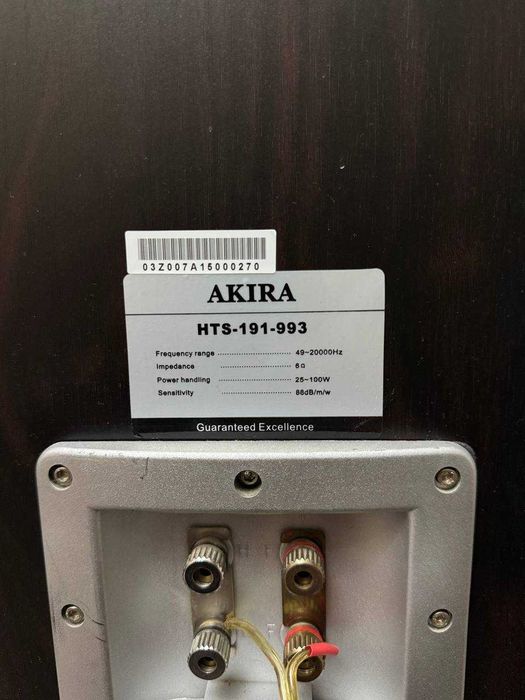 03Z007A15000270
AKIRA
HTS-191-993
Frequency range ........................ 49~20000Hz
Impedance ........................ 6Ω
Power handling ........................ 25~100W
Sensitivity ........................ 88dB/m/w
Guaranteed Excellence